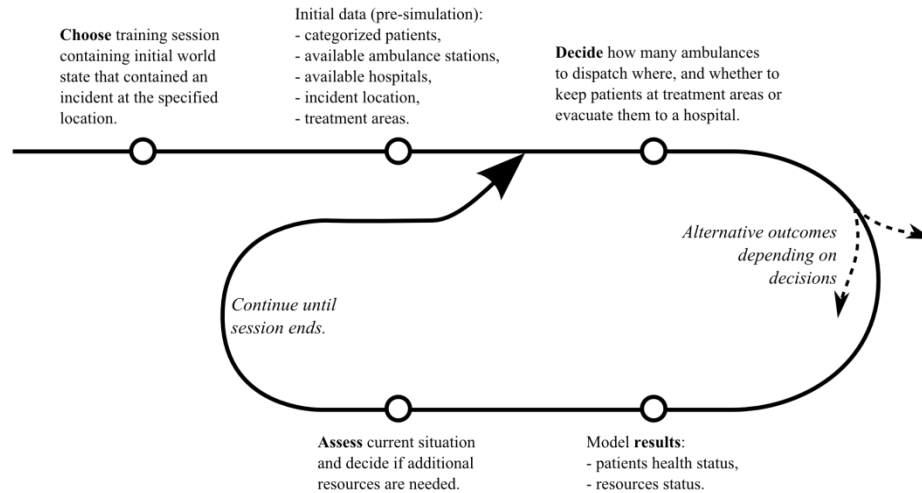 Choose training session
containing initial world
state that contained an
incident at the specified
location.
Initial data (pre-simulation):
- categorized patients,
- available ambulance stations,
- available hospitals,
- incident location,
- treatment areas.
Decide how many ambulances
to dispatch where, and whether to
keep patients at treatment areas or
evacuate them to a hospital.
Alternative outcomes
depending on
decisions
Continue until
session ends.
Assess current situation
and decide if additional
resources are needed.
Model results:
- patients health status,
- resources status.